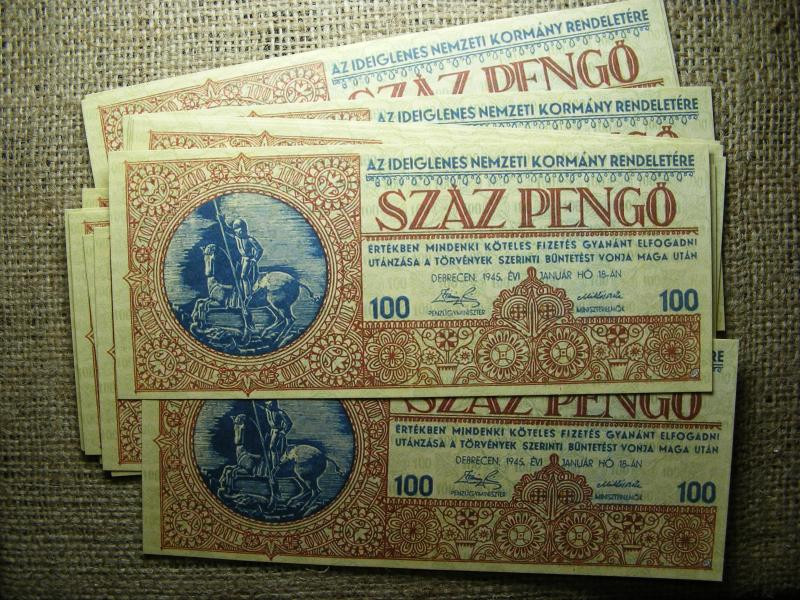 AZ IDEIGLENES NEMZETI KORMÁNY RENDELETÉRE
SZÁZ PENGŐ
AZ IDEIGLENES NEMZETI KORMÁNY RENDELETÉRE
AZ IDEIGLENES NEMZETI KORMÁNY RENDELETÉRE
SZÁZ PENGŐ
ÉRTÉKBEN MINDENKI KÖTELES FIZETÉS GYANÁNT ELFOGADNI
UTÁNZÁSA A TÖRVÉNYEK SZERINTI BÜNTETÉST VONJA MAGA UTÁN
DEBRECEN, 1945. ÉVI JANUÁR HÓ 18-ÁN
100 100
PÉNZÜGYMINISZTER MINISZTERELNÖK
SZÁZ PENGŐ
ÉRTÉKBEN MINDENKI KÖTELES FIZETÉS GYANÁNT ELFOGADNI
UTÁNZÁSA A TÖRVÉNYEK SZERINTI BÜNTETÉST VONJA MAGA UTÁN
DEBRECEN, 1945. ÉVI JANUÁR HÓ 18-ÁN
100 100
PÉNZÜGYMINISZTER MINISZTERELNÖK